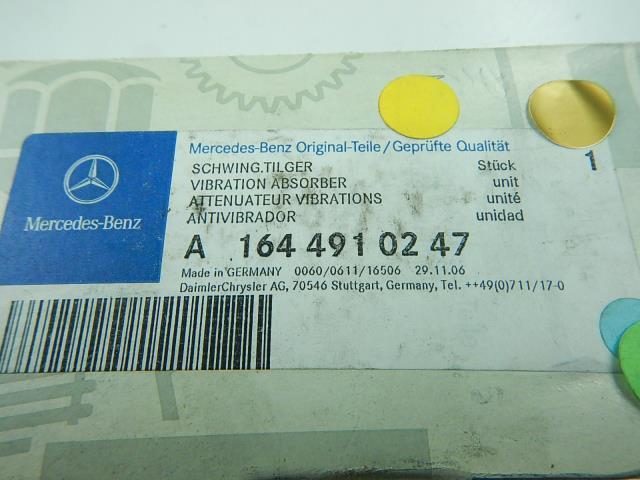 Mercedes-Benz Original-Teile/Geprüfte Qualität
SCHWING.TILGER Stück 1
VIBRATION ABSORBER unit
ATTENUATEUR VIBRATIONS unité
ANTIVIBRADOR unidad
Mercedes-Benz
A 164 491 02 47
Made in GERMANY 0060/0611/16506 29.11.06
DaimlerChrysler AG, 70546 Stuttgart, Germany, Tel. ++49(0)711/17-0